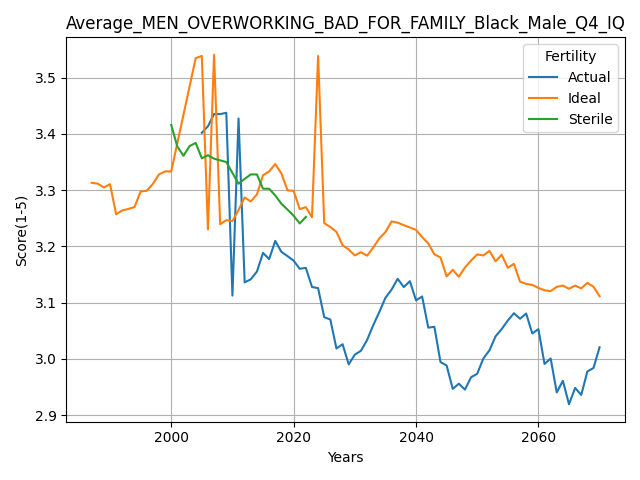 Average_MEN_OVERWORKING_BAD_FOR_FAMILY_Black_Male_Q4_IQ
Fertility
Actual
Ideal
Sterile
Score(1-5)
3.5
3.4
3.3
3.2
3.1
3.0
2.9
2000
2020
2040
2060
Years